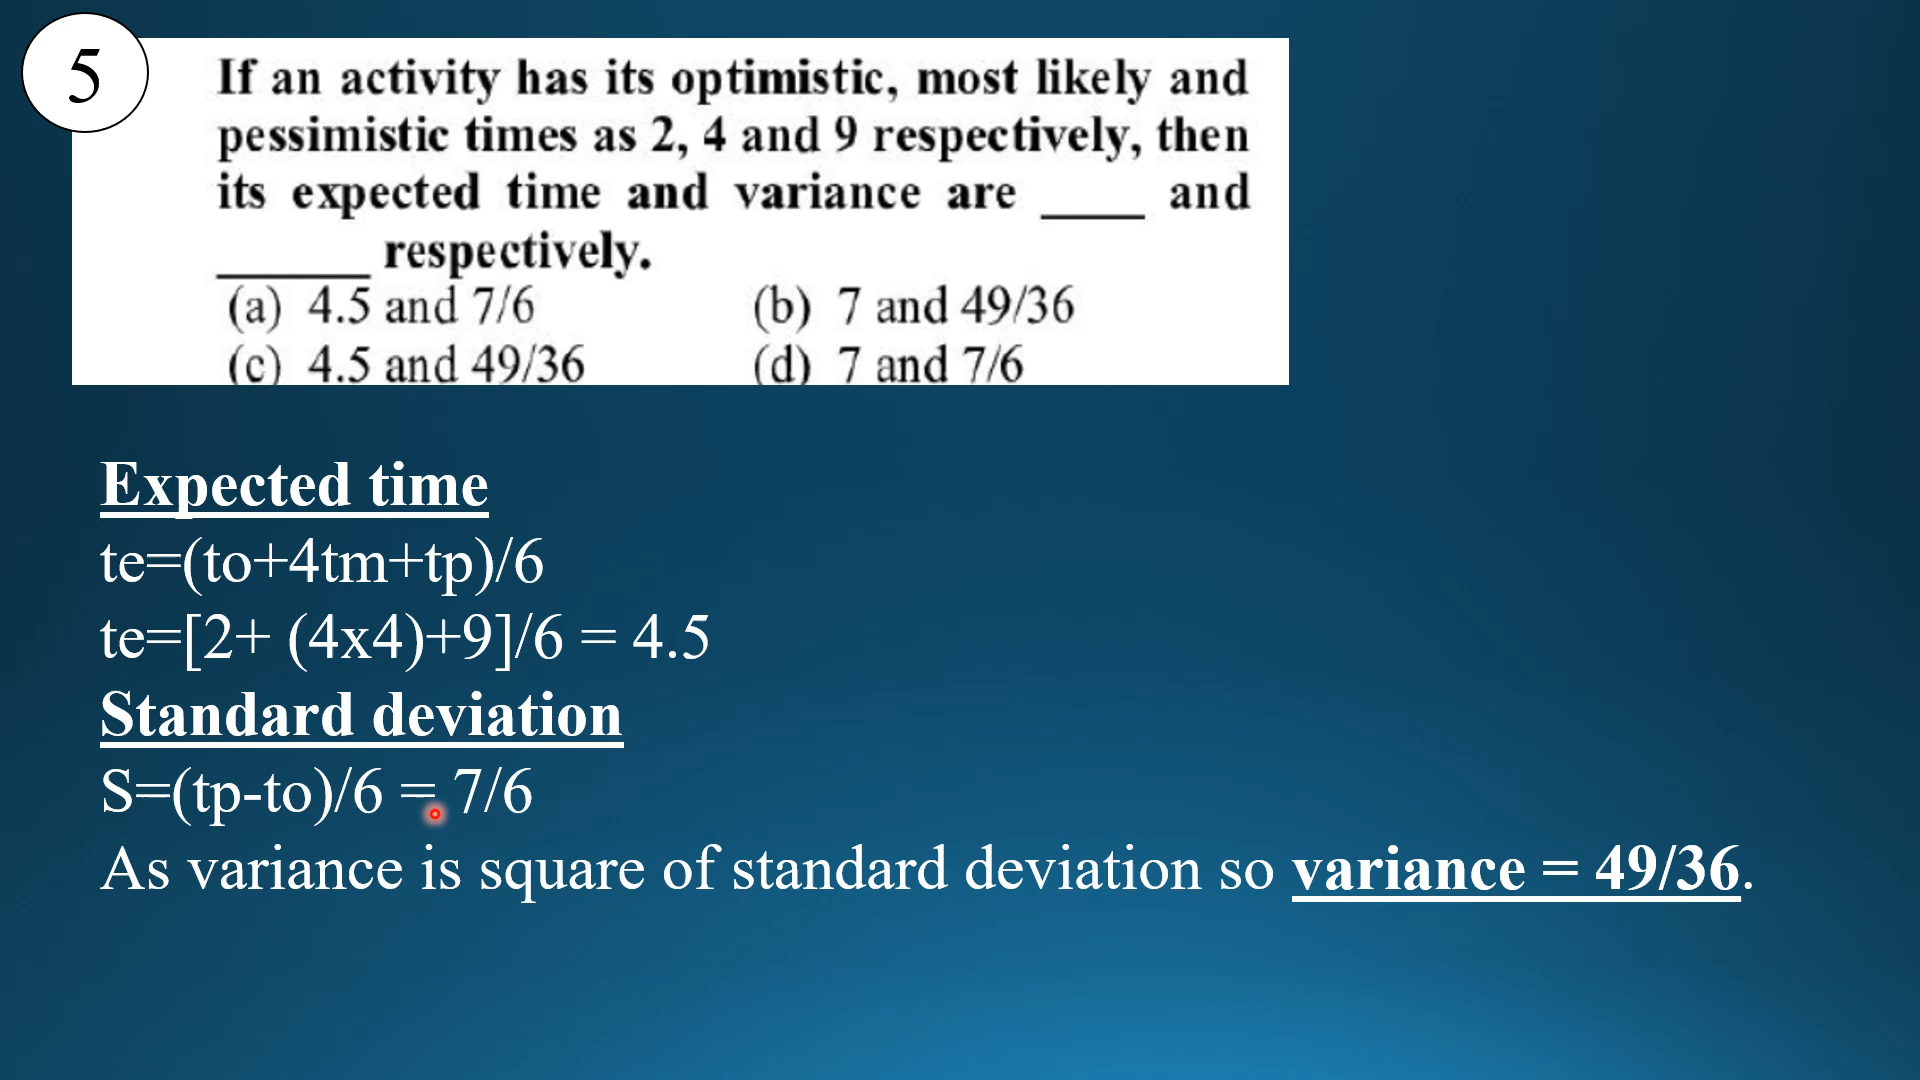 5
If an activity has its optimistic, most likely and
pessimistic times as 2, 4 and 9 respectively, then
its expected time and variance are ____ and
______ respectively.
(a) 4.5 and 7/6 (b) 7 and 49/36
(c) 4.5 and 49/36 (d) 7 and 7/6
Expected time
te=(to+4tm+tp)/6
te=[2+ (4x4)+9]/6 = 4.5
Standard deviation
S=(tp-to)/6 = 7/6
As variance is square of standard deviation so variance = 49/36.